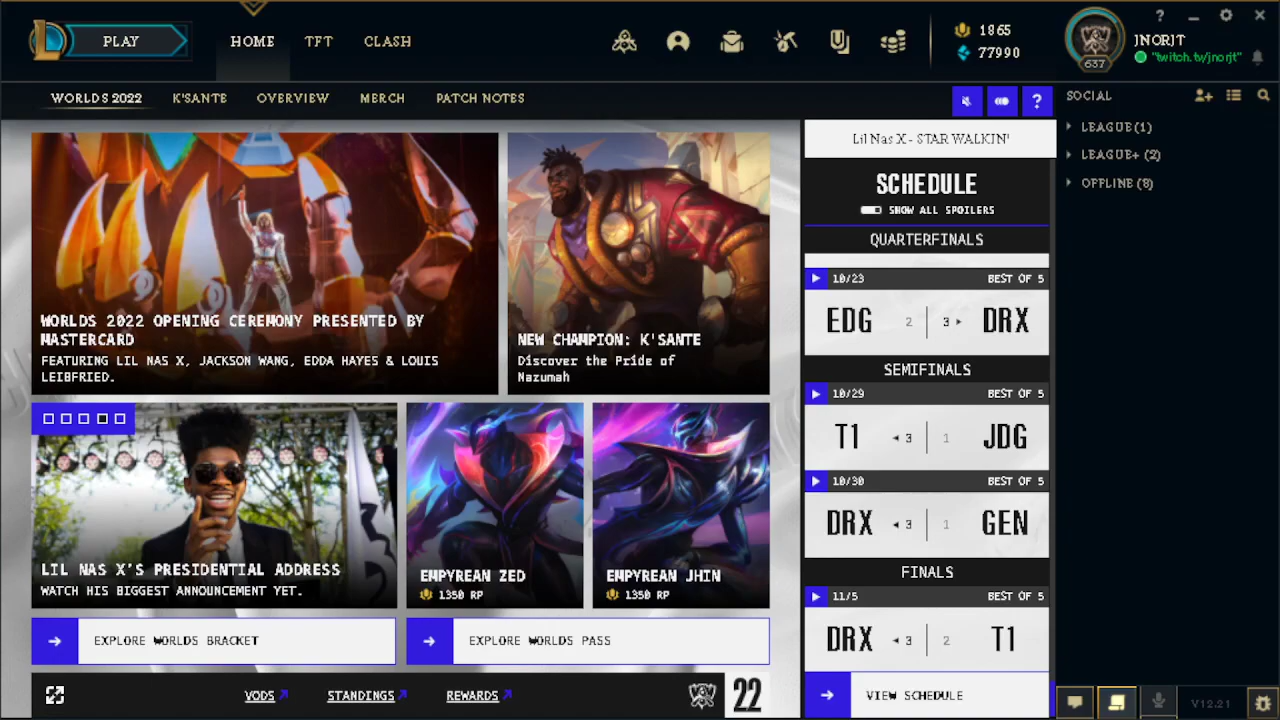 PLAY
HOME
TFT
CLASH
1865
77990
?
637
JNORJT
"twitch.tv/jnorjt"
WORLDS 2022
K'SANTE
OVERVIEW
MERCH
PATCH NOTES
?
SOCIAL
LEAGUE (1)
LEAGUE+ (2)
OFFLINE (8)
WORLDS 2022 OPENING CEREMONY PRESENTED BY
MASTERCARD
FEATURING LIL NAS X, JACKSON WANG, EDDA HAYES & LOUIS
LEIBFRIED.
NEW CHAMPION: K'SANTE
Discover the Pride of
Nazumah
LIL NAS X'S PRESIDENTIAL ADDRESS
WATCH HIS BIGGEST ANNOUNCEMENT YET.
EMPYREAN ZED
1350 RP
EMPYREAN JHIN
1350 RP
EXPLORE WORLDS BRACKET
EXPLORE WORLDS PASS
VODS
STANDINGS
REWARDS
22
Lil Nas X - STAR WALKIN'
SCHEDULE
SHOW ALL SPOILERS
QUARTERFINALS
10/23 BEST OF 5
EDG 2 3 DRX
SEMIFINALS
10/29 BEST OF 5
T1 3 1 JDG
10/30 BEST OF 5
DRX 3 1 GEN
FINALS
11/5 BEST OF 5
DRX 3 2 T1
VIEW SCHEDULE
V12.21